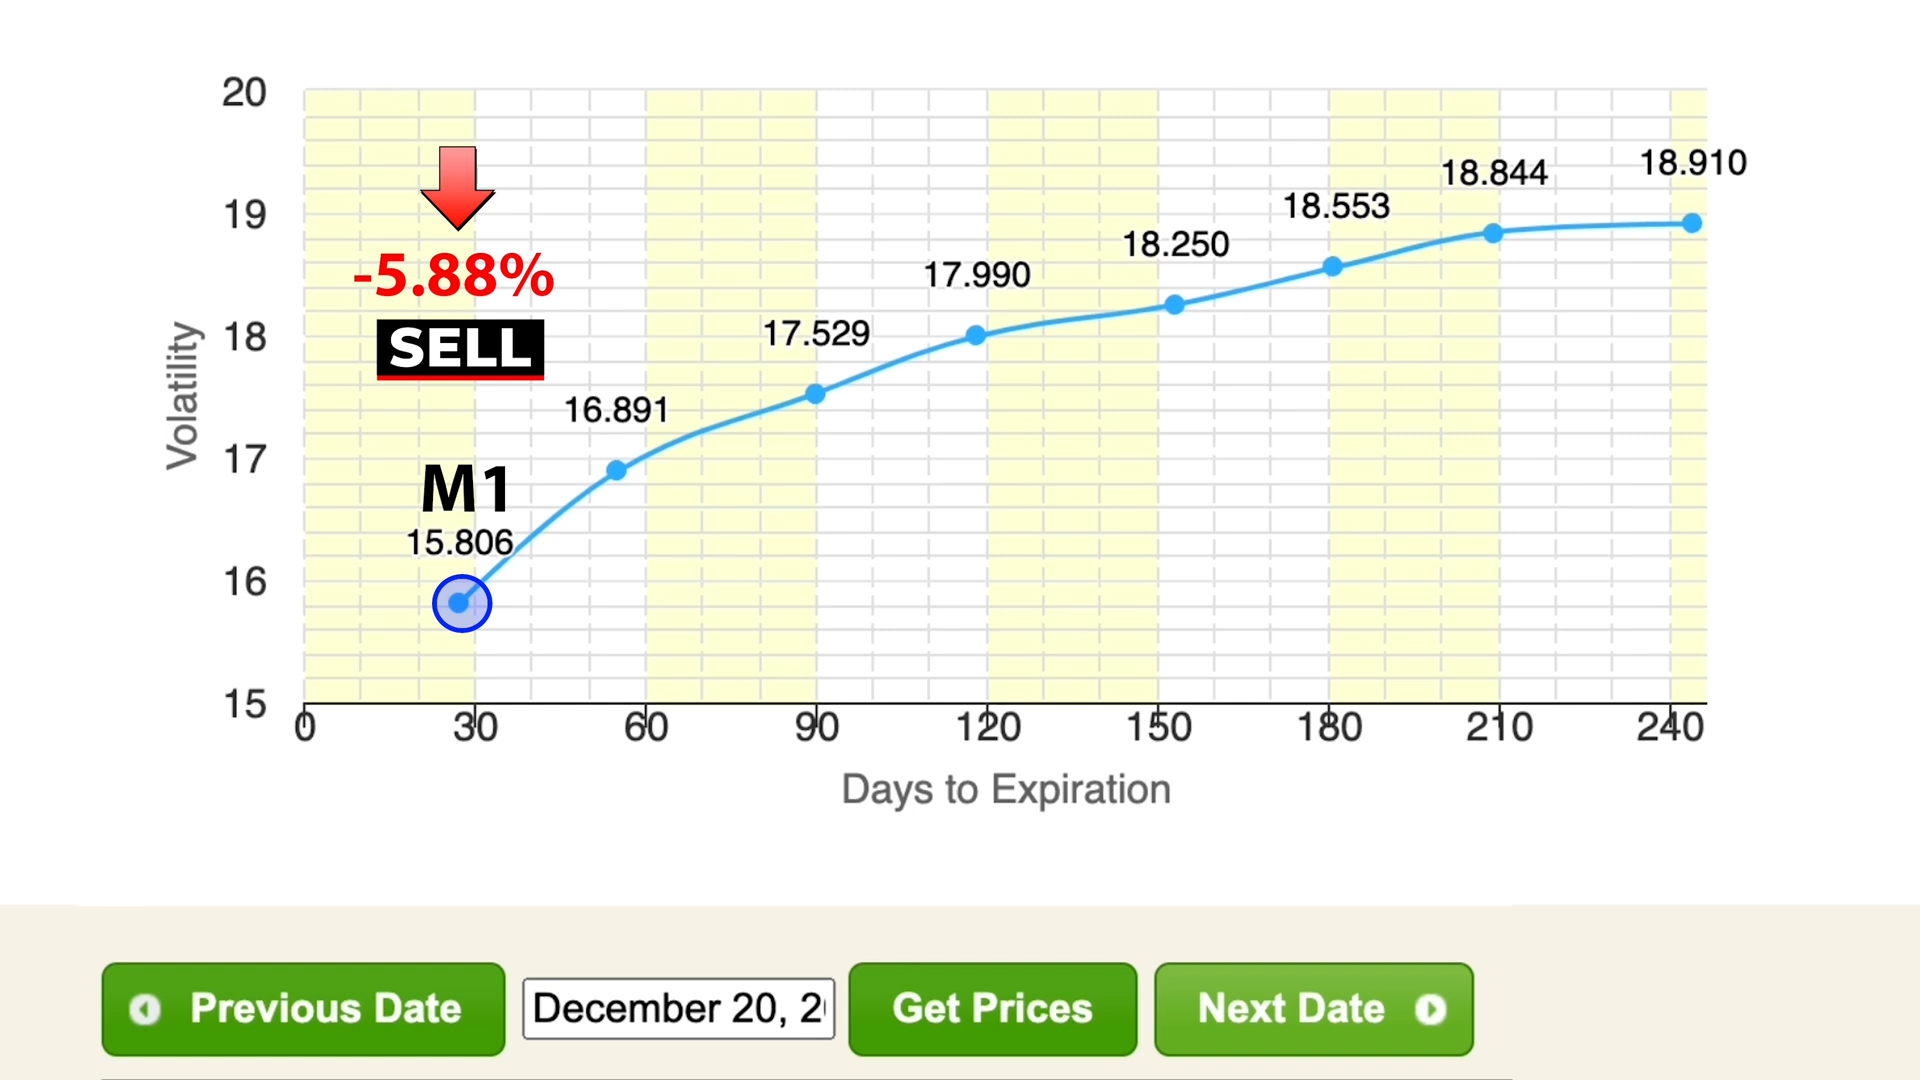 20
19
18
17
16
15
Volatility
-5.88%
SELL
M1
15.806
16.891
17.529
17.990
18.250
18.553
18.844
18.910
0 30 60 90 120 150 180 210 240
Days to Expiration
Previous Date
December 20, 2
Get Prices
Next Date